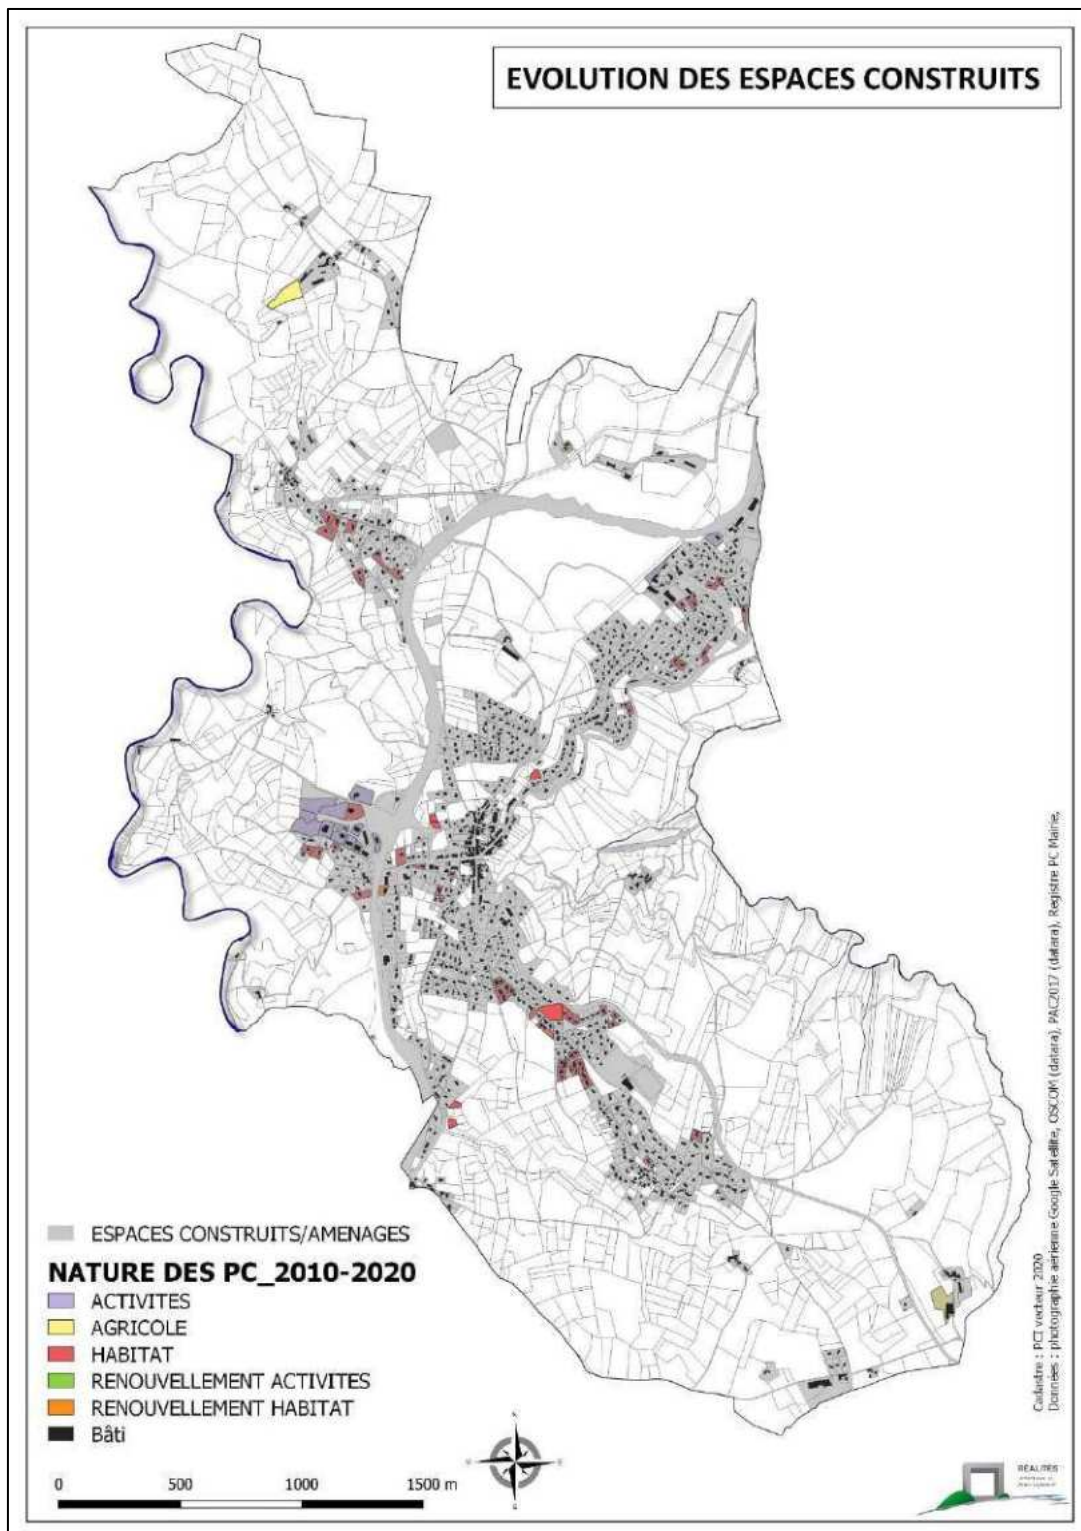 EVOLUTION DES ESPACES CONSTRUITS
Cadastre : PCI vecteur 2020
Données : photographie aérienne Google Satellite, OSCOM (datara), PAC2017 (datara), Registre PC Mairie,
ESPACES CONSTRUITS/AMENAGES
NATURE DES PC_2010-2020
ACTIVITES
AGRICOLE
HABITAT
RENOUVELLEMENT ACTIVITES
RENOUVELLEMENT HABITAT
Bâti
0 500 1000 1500 m
RÉALITÉS